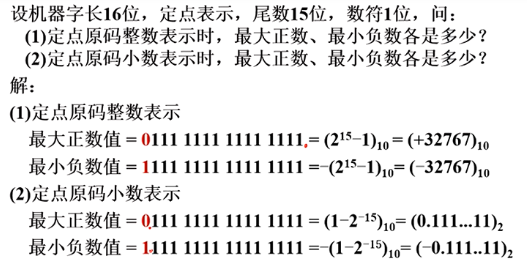 设机器字长16位，定点表示，尾数15位，数符1位，问：
(1)定点原码整数表示时，最大正数、最小负数各是多少？
(2)定点原码小数表示时，最大正数、最小负数各是多少？
解：
(1)定点原码整数表示
最大正数值 = 0111 1111 1111 1111. = (2¹⁵−1)₁₀ = (+32767)₁₀
最小负数值 = 1111 1111 1111 1111 =−(2¹⁵−1)₁₀= (−32767)₁₀
(2)定点原码小数表示
最大正数值 = 0.111 1111 1111 1111 = (1−2⁻¹⁵)₁₀= (0.111...11)₂
最小负数值 = 1.111 1111 1111 1111 =−(1−2⁻¹⁵)₁₀= (−0.111..11)₂